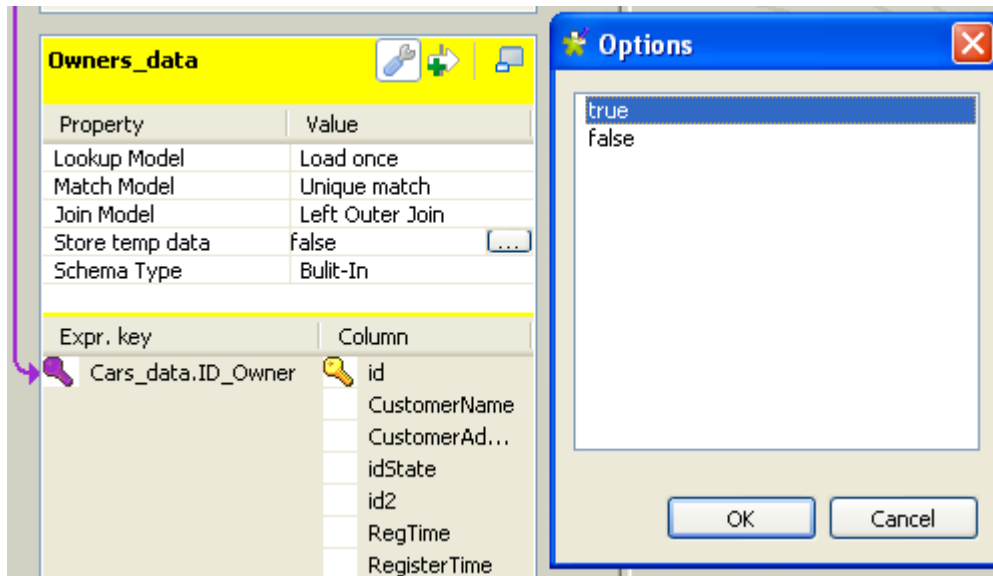 Owners_data
Property Value
Lookup Model Load once
Match Model Unique match
Join Model Left Outer Join
Store temp data false ...
Schema Type Bulit-In
Expr. key Column
Cars_data.ID_Owner id
CustomerName
CustomerAd...
idState
id2
RegTime
RegisterTime
Options
true
false
OK Cancel